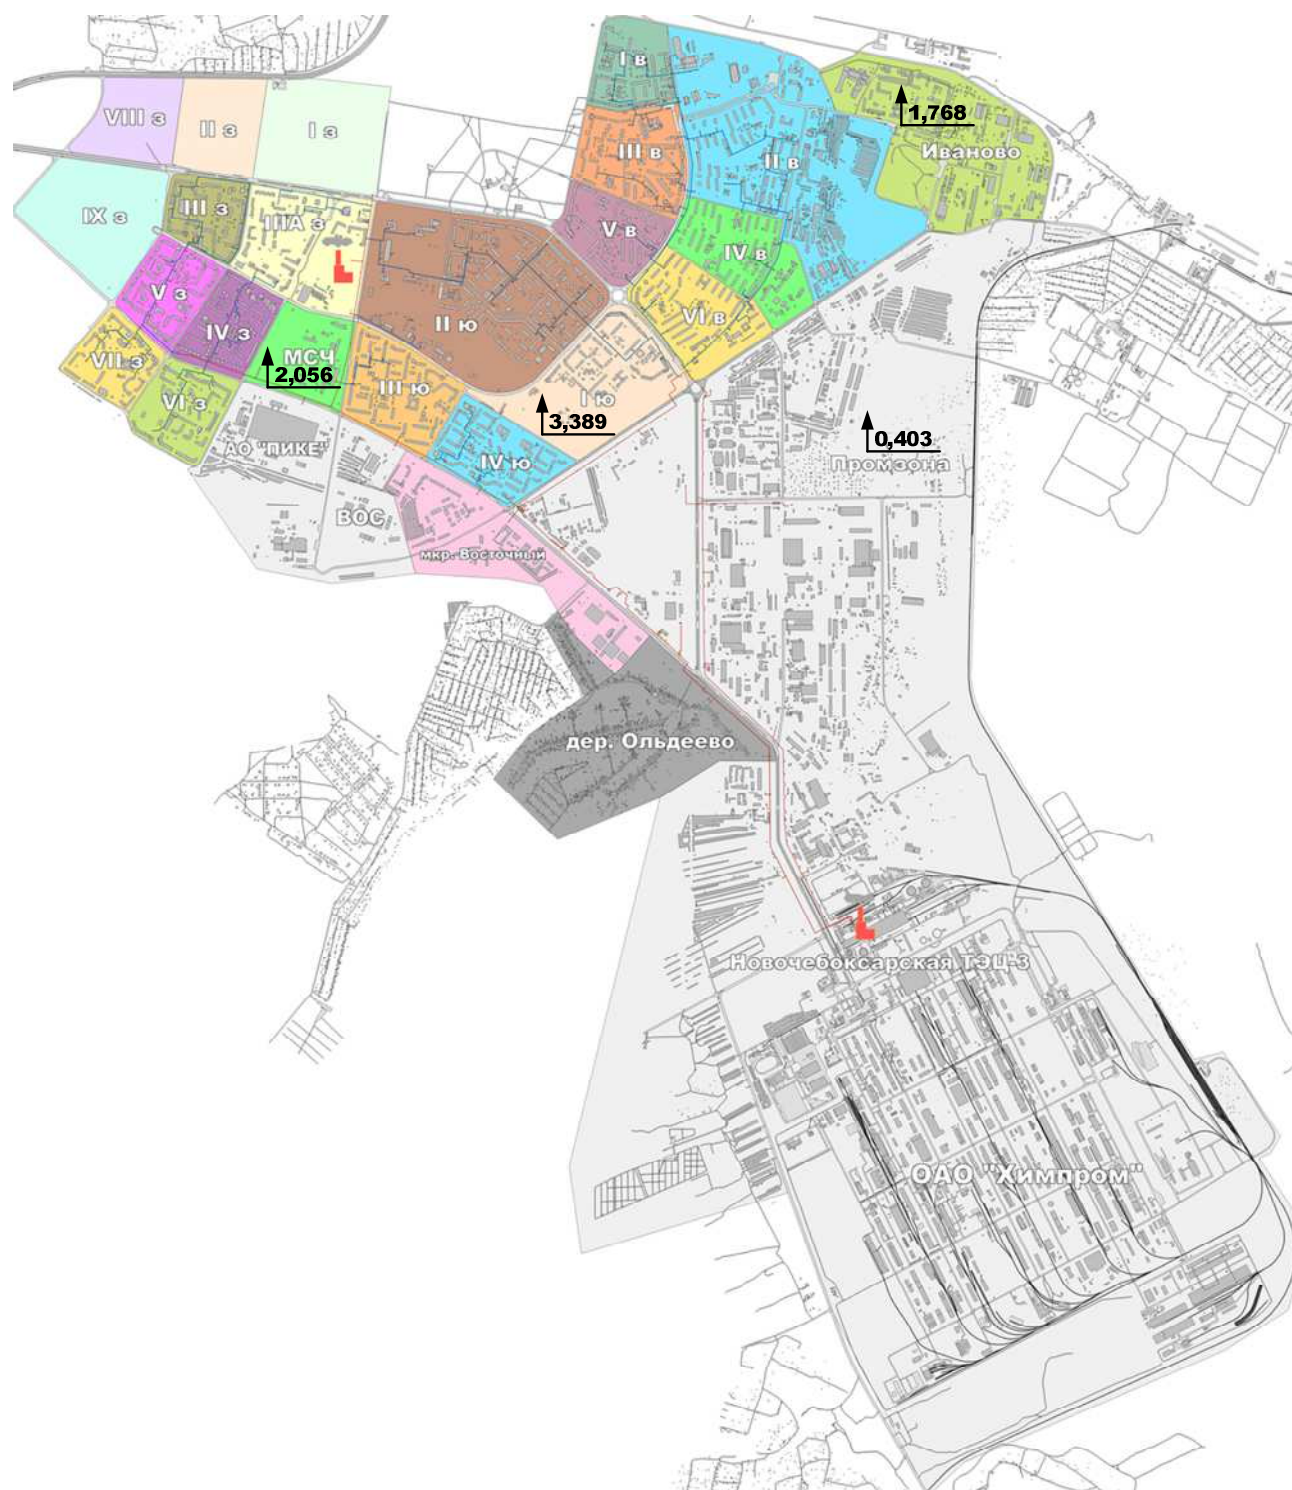 I в
1,768
VIII з
II з
I з
III в
II в
Иваново
IX з
III з
IIIА з
V в
IV в
V з
IV з
II ю
VI в
VII з
МСЧ
2,056
III ю
I ю
VI з
3,389
0,403
АО "ПИКЕ"
IV ю
Промзона
ВОС
мкр. Восточный
дер. Ольдеево
Новочебоксарская ТЭЦ-3
ОАО "Химпром"